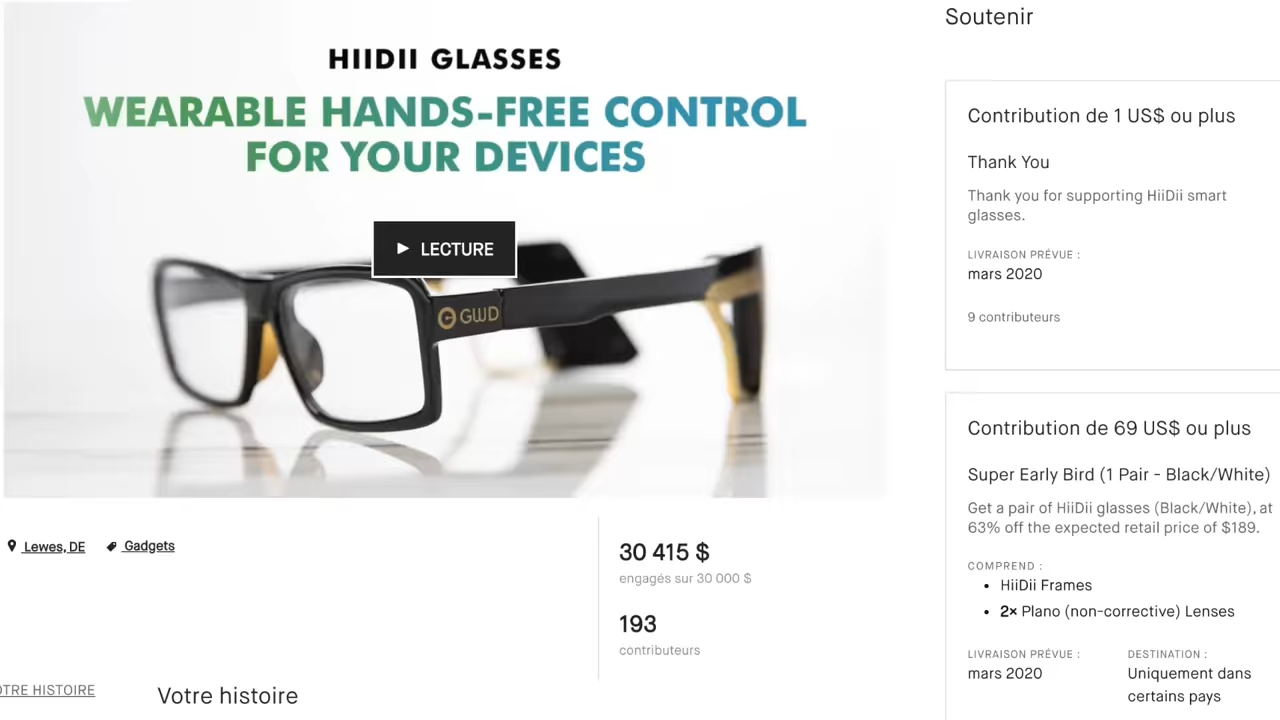 HIIDII GLASSES
WEARABLE HANDS-FREE CONTROL
FOR YOUR DEVICES
LECTURE
GWD
Lewes, DE
Gadgets
30 415 $
engagés sur 30 000 $
193
contributeurs
OTRE HISTOIRE
Votre histoire
Soutenir
Contribution de 1 US$ ou plus
Thank You
Thank you for supporting HiiDii smart
glasses.
LIVRAISON PRÉVUE :
mars 2020
9 contributeurs
Contribution de 69 US$ ou plus
Super Early Bird (1 Pair - Black/White)
Get a pair of HiiDii glasses (Black/White), at
63% off the expected retail price of $189.
COMPREND :
• HiiDii Frames
• 2× Plano (non-corrective) Lenses
LIVRAISON PRÉVUE :
mars 2020
DESTINATION :
Uniquement dans
certains pays